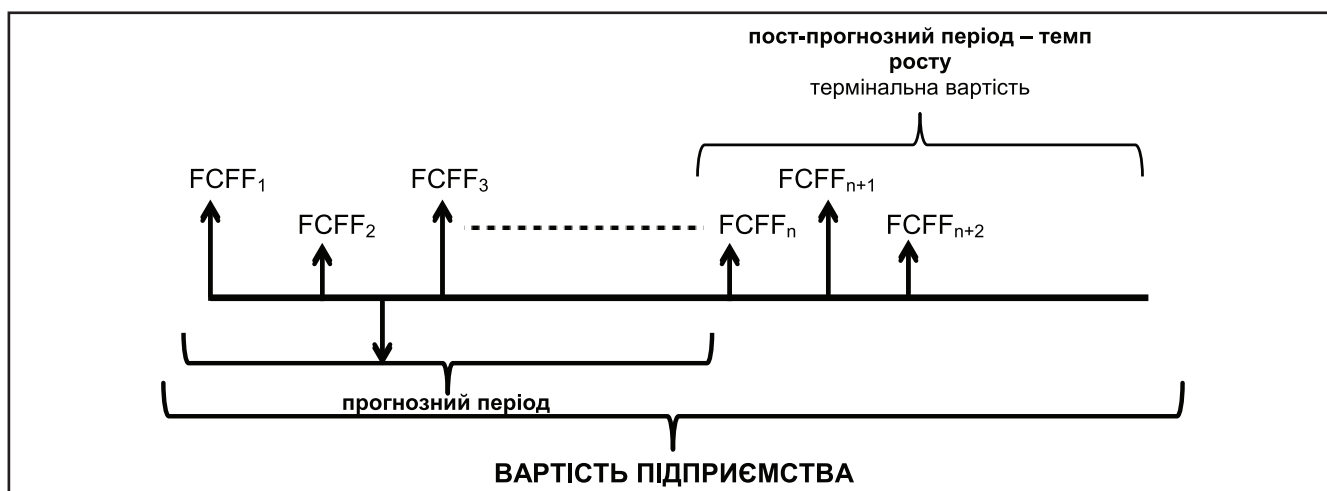 пост-прогнозний період – темп
росту
термінальна вартість
FCFF₁
FCFF₂
FCFF₃
FCFFₙ
FCFFₙ₊₁
FCFFₙ₊₂
прогнозний період
ВАРТІСТЬ ПІДПРИЄМСТВА